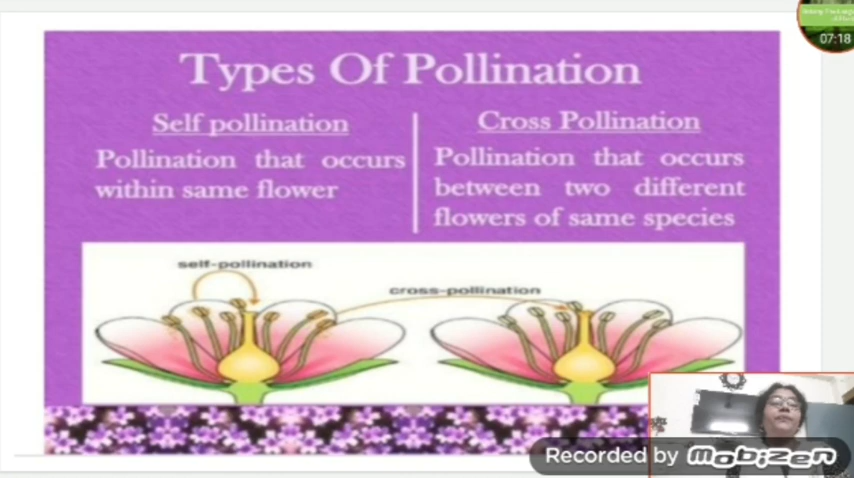 07:18
Types Of Pollination
Self pollination
Pollination that occurs
within same flower
Cross Pollination
Pollination that occurs
between two different
flowers of same species
self-pollination
cross-pollination
Recorded by mobizen